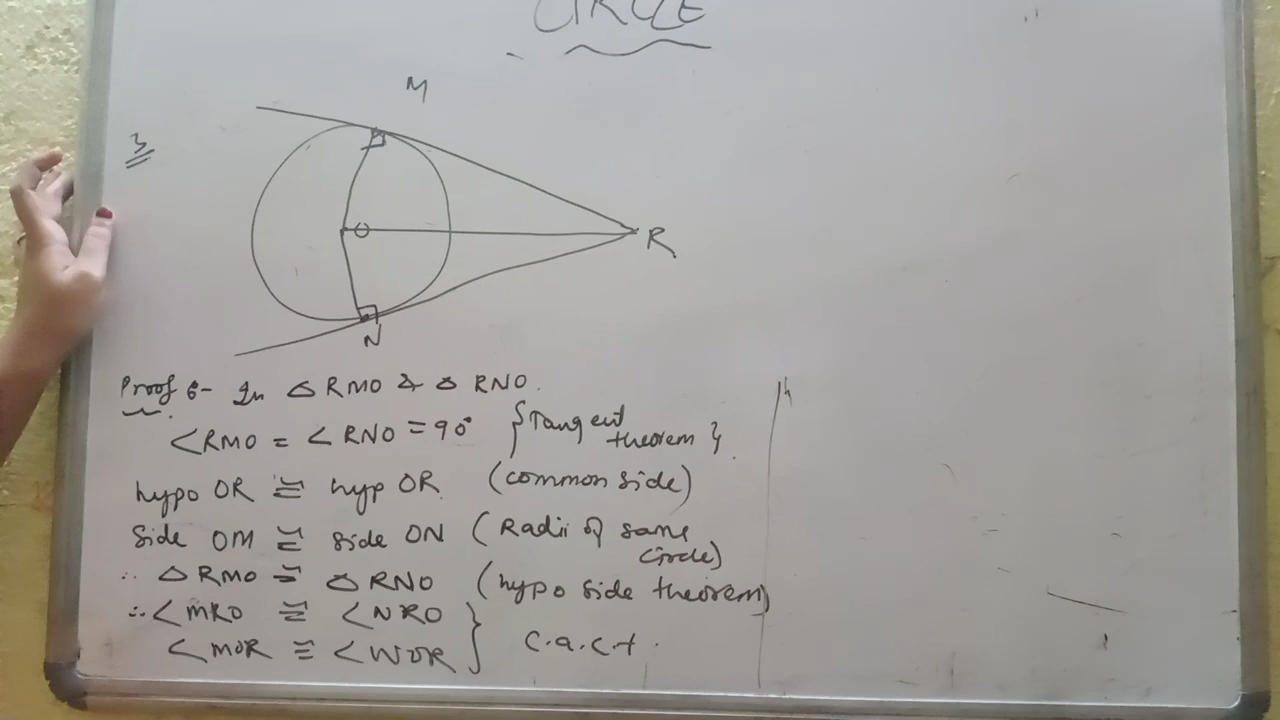 CIRCLE
M
3
O
R
N
Proof :- In △ RMO & △ RNO.
∠RMO = ∠RNO = 90° {Tangent theorem}.
hypo OR ≅ hyp OR (common side)
Side OM ≅ side ON (Radii of same circle)
∴ △ RMO ≅ △ RNO (hypo side theorem)
∴ ∠MRO ≅ ∠NRO
∠MOR ≅ ∠NOR } c.a.c.t.